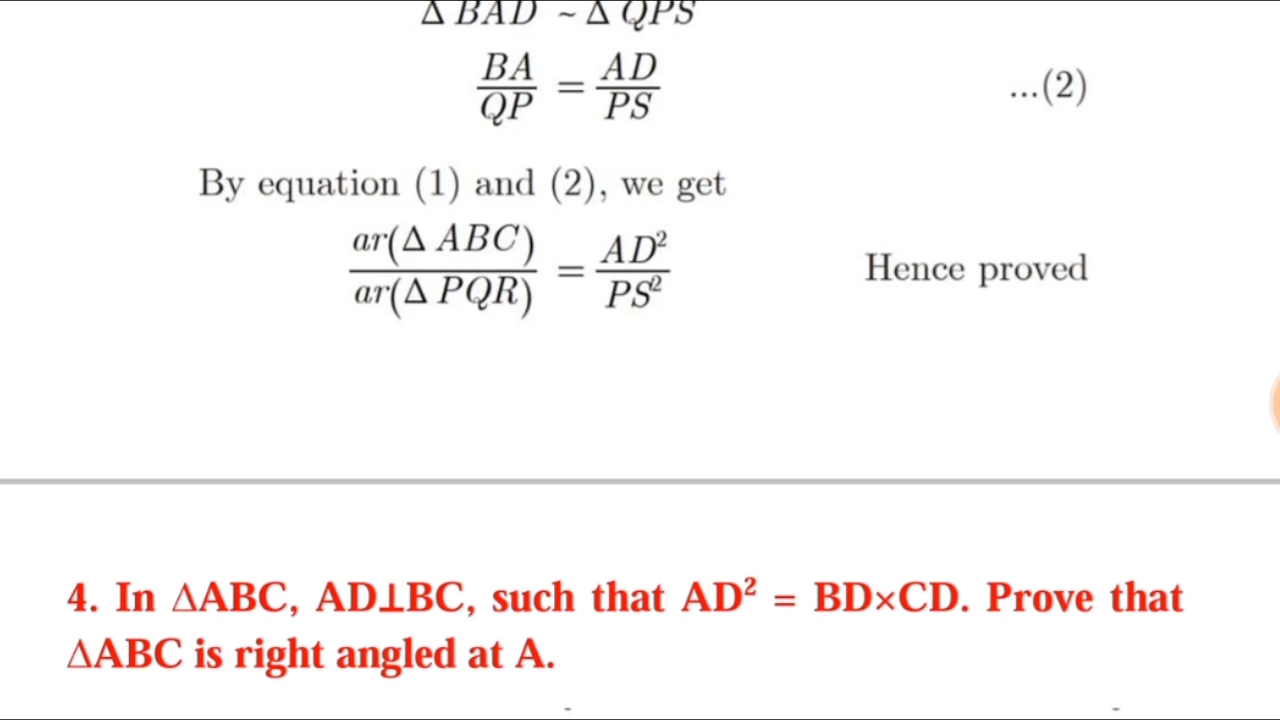 Δ BAD ~ Δ QPS
BA/QP = AD/PS ...(2)
By equation (1) and (2), we get
ar(Δ ABC)/ar(Δ PQR) = AD²/PS² Hence proved
4. In ΔABC, AD⊥BC, such that AD² = BD×CD. Prove that
ΔABC is right angled at A.